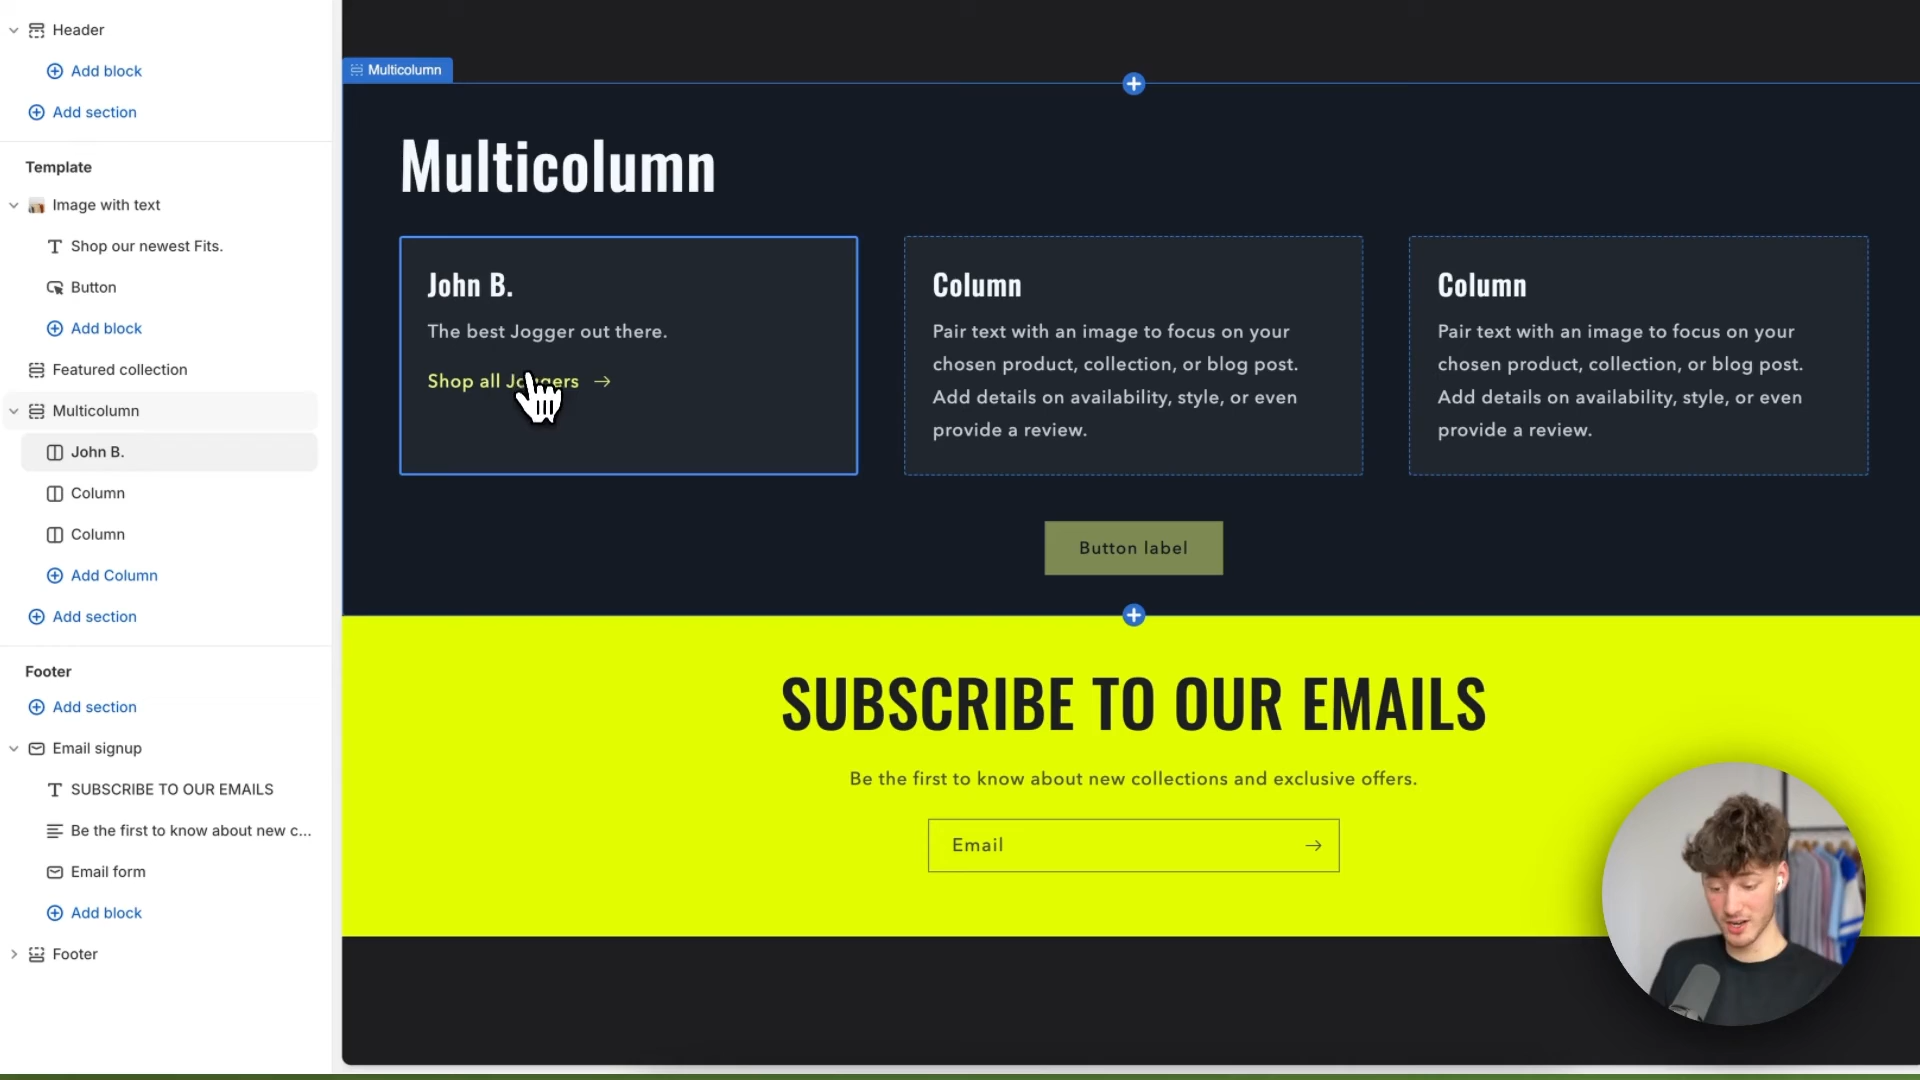 Header
Add block
Add section
Template
Image with text
Shop our newest Fits.
Button
Add block
Featured collection
Multicolumn
John B.
Column
Column
Add Column
Add section
Footer
Add section
Email signup
SUBSCRIBE TO OUR EMAILS
Be the first to know about new c...
Email form
Add block
Footer
Multicolumn
Multicolumn
John B.
The best Jogger out there.
Shop all Joggers →
Column
Pair text with an image to focus on your
chosen product, collection, or blog post.
Add details on availability, style, or even
provide a review.
Column
Pair text with an image to focus on your
chosen product, collection, or blog post.
Add details on availability, style, or even
provide a review.
Button label
SUBSCRIBE TO OUR EMAILS
Be the first to know about new collections and exclusive offers.
Email →